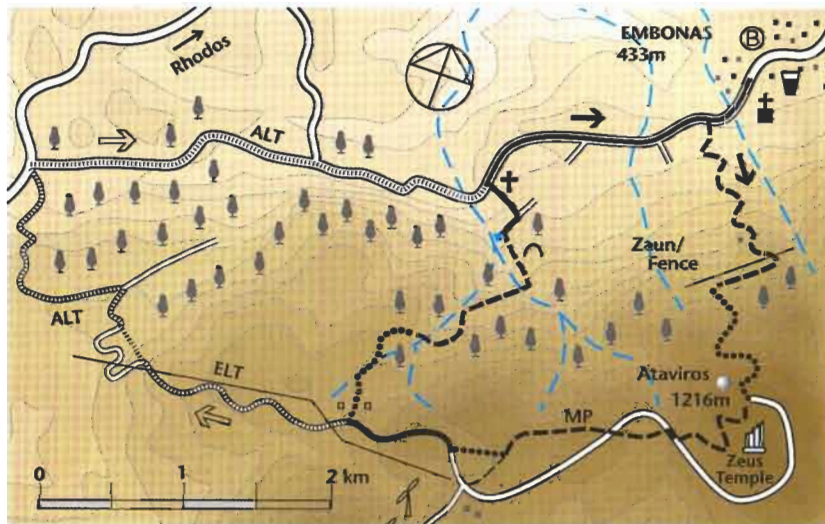 EMBONAS
433m
B
Rhodos
ALT
Zaun/
Fence
ALT
ELT
Ataviros
1216m
MP
Zeus
Temple
0 1 2 km